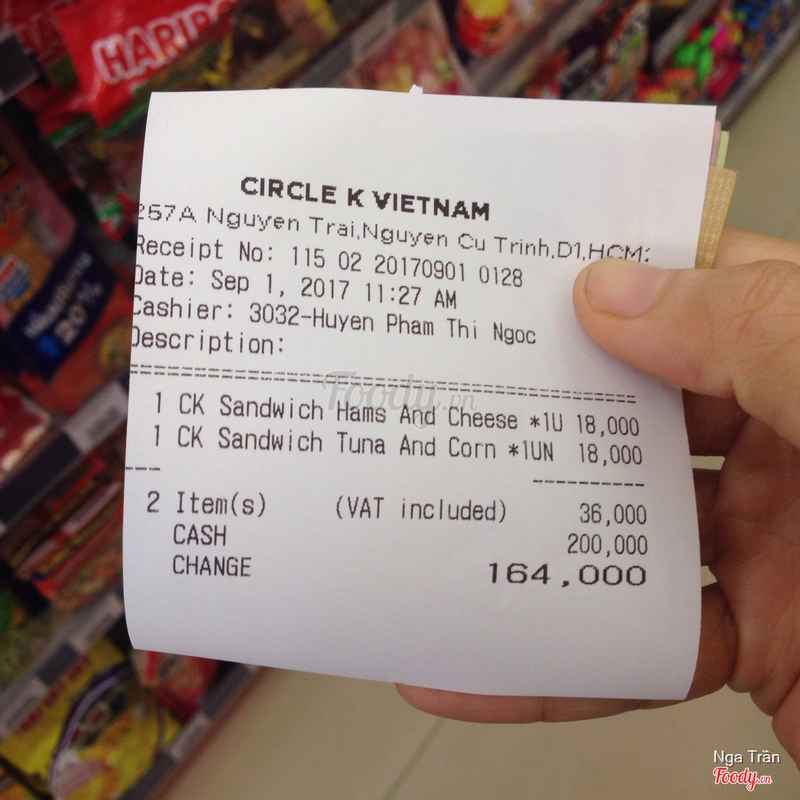 HARIBO
CIRCLE K VIETNAM
267A Nguyen Trai,Nguyen Cu Trinh,D1,HCM
Receipt No: 115 02 20170901 0128
Date: Sep 1, 2017 11:27 AM
Cashier: 3032-Huyen Pham Thi Ngoc
Description:
1 CK Sandwich Hams And Cheese *1U 18,000
1 CK Sandwich Tuna And Corn *1UN 18,000
2 Item(s) (VAT included) 36,000
CASH 200,000
CHANGE 164,000
Foody.vn
20%
Nga Trần
Foody.vn